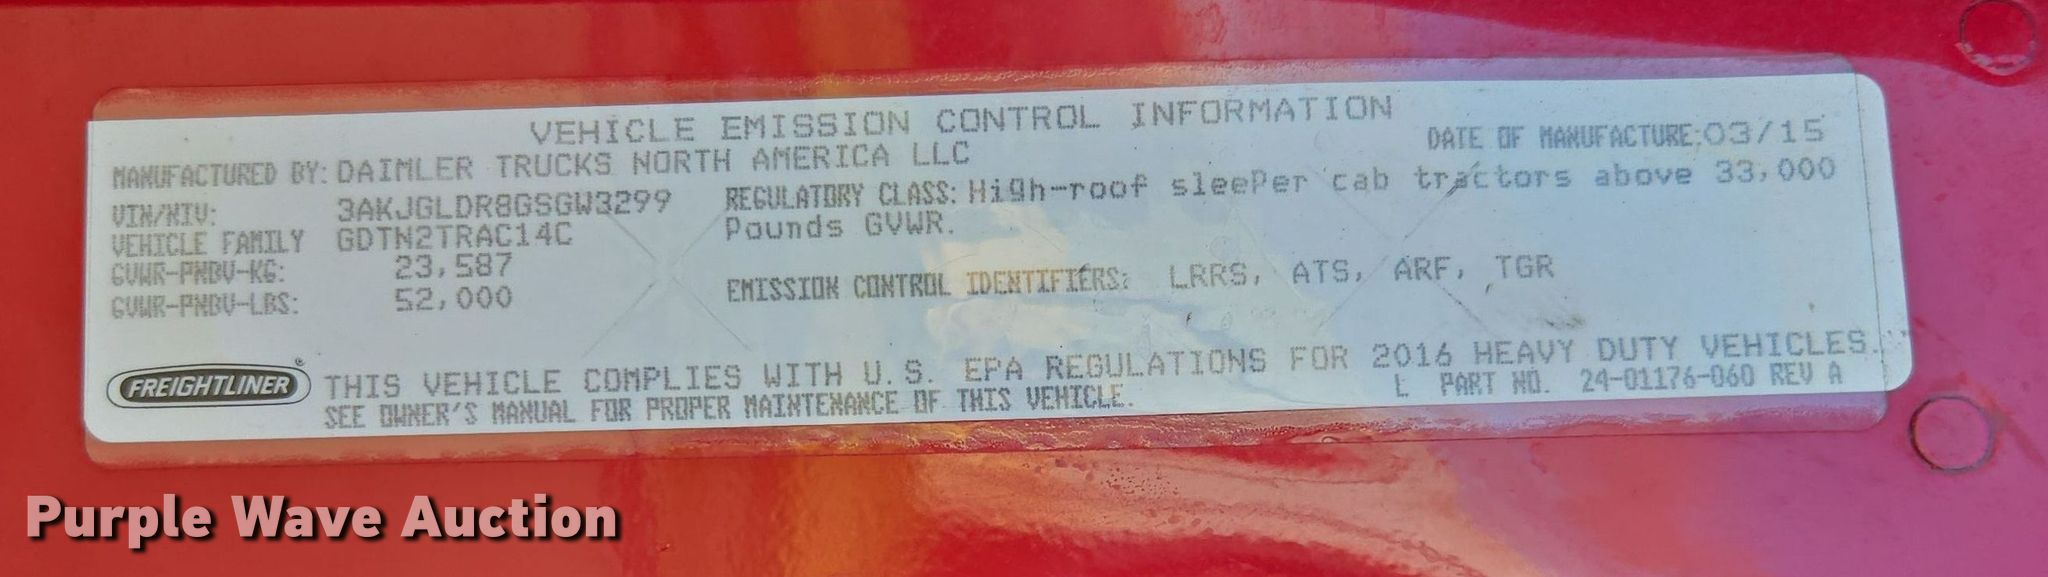 VEHICLE EMISSION CONTROL INFORMATION
MANUFACTURED BY: DAIMLER TRUCKS NORTH AMERICA LLC
DATE OF MANUFACTURE: 03/15
VIN/NIV: 3AKJGLDR8GSGW3299
VEHICLE FAMILY GDTN2TRAC14C
GVWR-PNBV-KG: 23,587
GVWR-PNBV-LBS: 52,000
REGULATORY CLASS: High-roof sleeper cab tractors above 33,000
Pounds GVWR.
EMISSION CONTROL IDENTIFIERS: LRRS, ATS, ARF, TGR
FREIGHTLINER ®
THIS VEHICLE COMPLIES WITH U.S. EPA REGULATIONS FOR 2016 HEAVY DUTY VEHICLES.
SEE OWNER'S MANUAL FOR PROPER MAINTENANCE OF THIS VEHICLE.
L PART NO. 24-01176-060 REV A
Purple Wave Auction